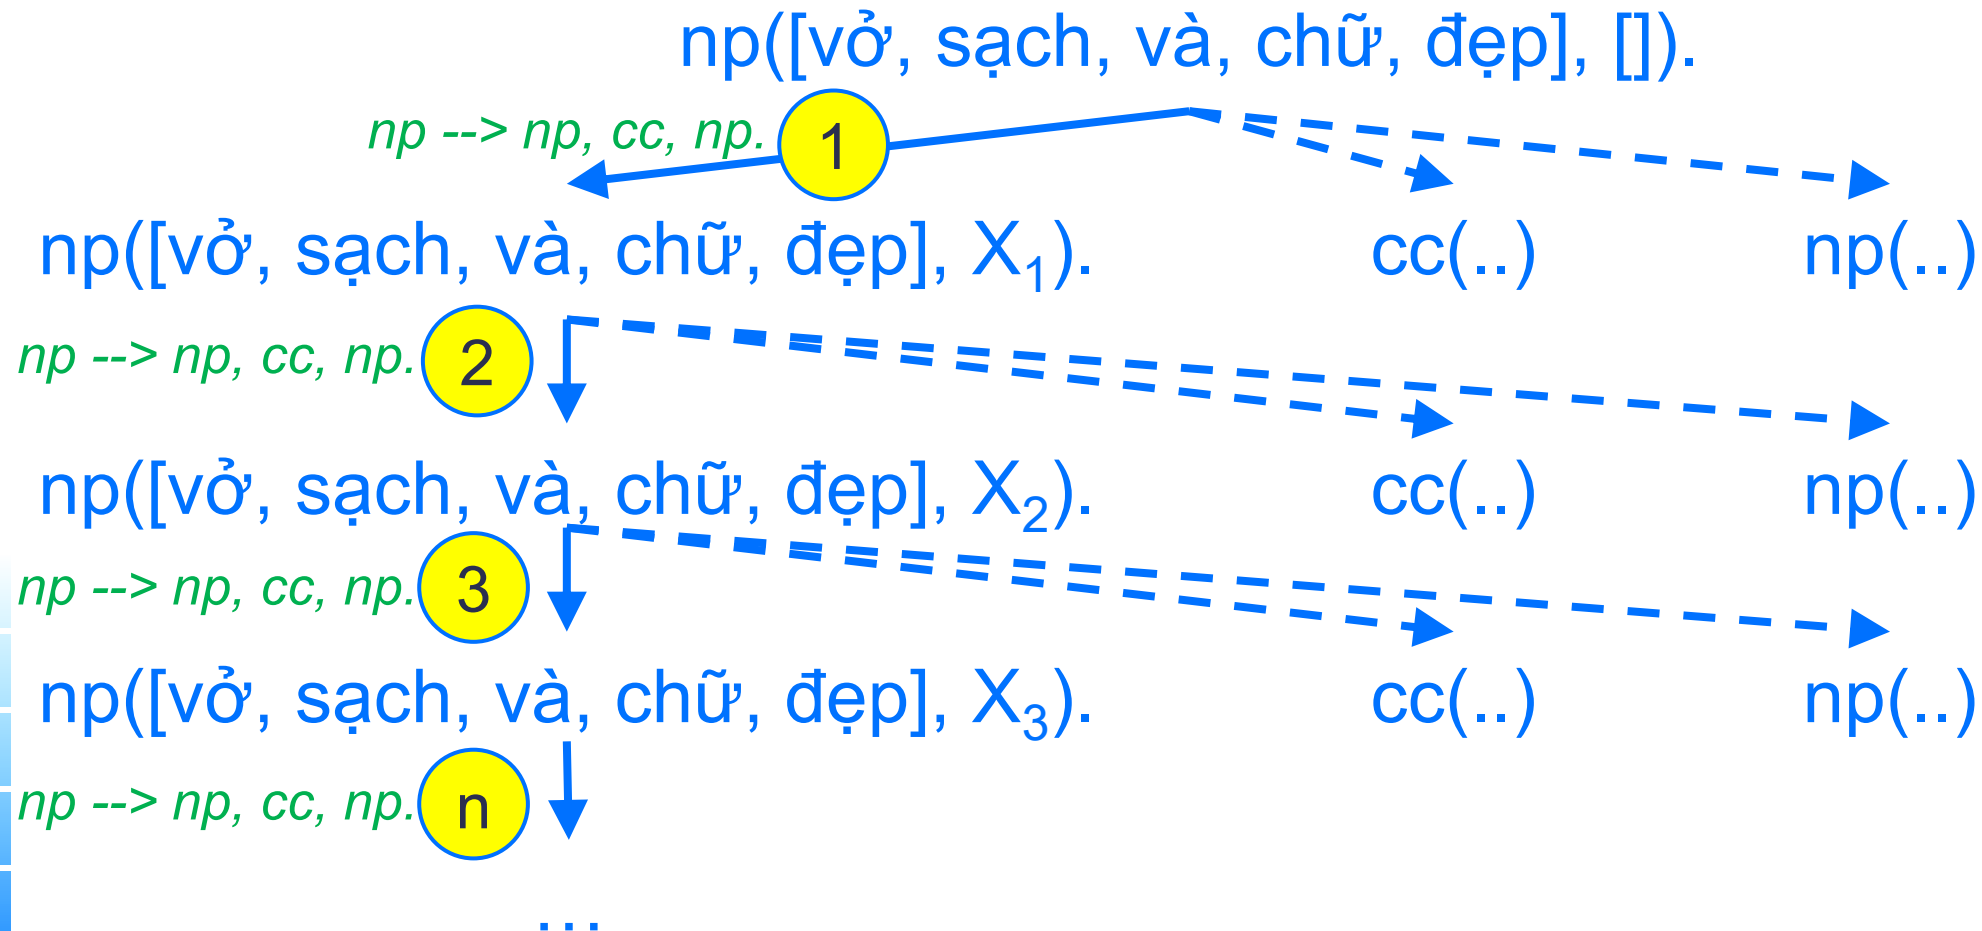 np([vở, sạch, và, chữ, đẹp], []).
np --> np, cc, np. 1
np([vở, sạch, và, chữ, đẹp], X₁). cc(..) np(..)
np --> np, cc, np. 2
np([vở, sạch, và, chữ, đẹp], X₂). cc(..) np(..)
np --> np, cc, np. 3
np([vở, sạch, và, chữ, đẹp], X₃). cc(..) np(..)
np --> np, cc, np. n
...